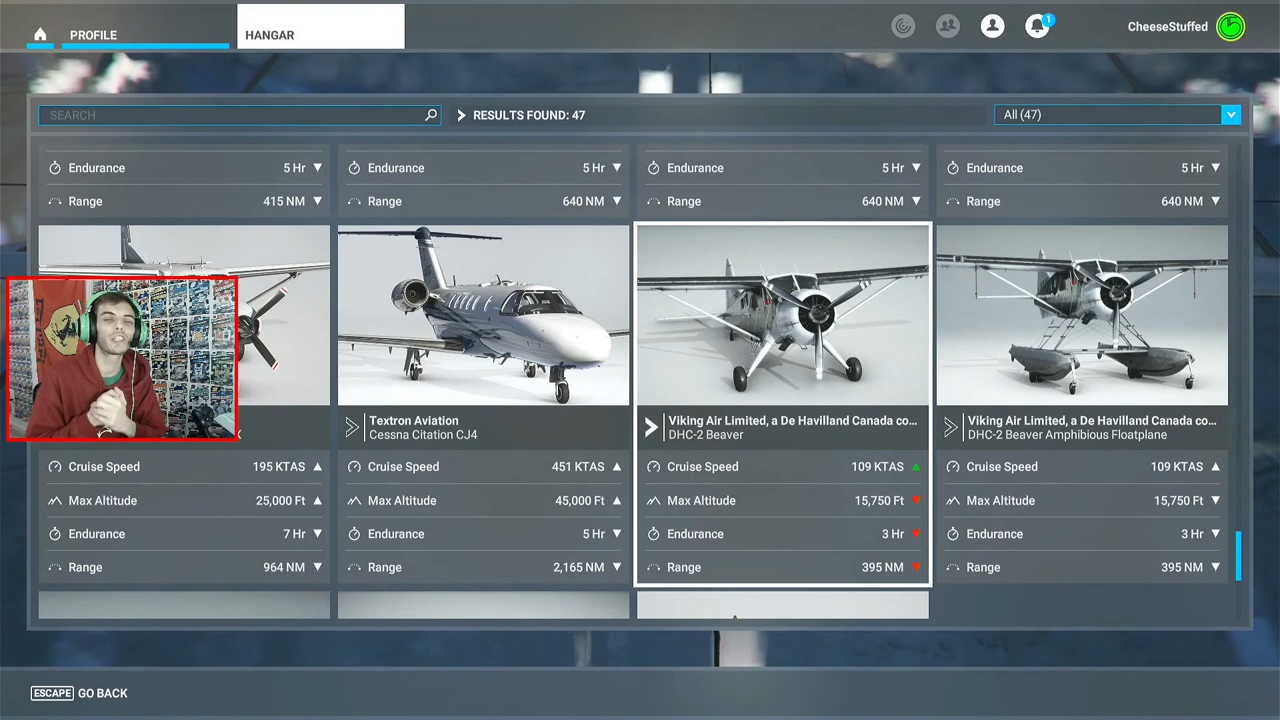 PROFILE
HANGAR
1
CheeseStuffed
SEARCH
RESULTS FOUND: 47
All (47)
Endurance 5 Hr
Range 415 NM
Endurance 5 Hr
Range 640 NM
Endurance 5 Hr
Range 640 NM
Endurance 5 Hr
Range 640 NM
Textron Aviation
Cessna Citation CJ4
Viking Air Limited, a De Havilland Canada co...
DHC-2 Beaver
Viking Air Limited, a De Havilland Canada co...
DHC-2 Beaver Amphibious Floatplane
Cruise Speed 195 KTAS
Max Altitude 25,000 Ft
Endurance 7 Hr
Range 964 NM
Cruise Speed 451 KTAS
Max Altitude 45,000 Ft
Endurance 5 Hr
Range 2,165 NM
Cruise Speed 109 KTAS
Max Altitude 15,750 Ft
Endurance 3 Hr
Range 395 NM
Cruise Speed 109 KTAS
Max Altitude 15,750 Ft
Endurance 3 Hr
Range 395 NM
ESCAPE GO BACK